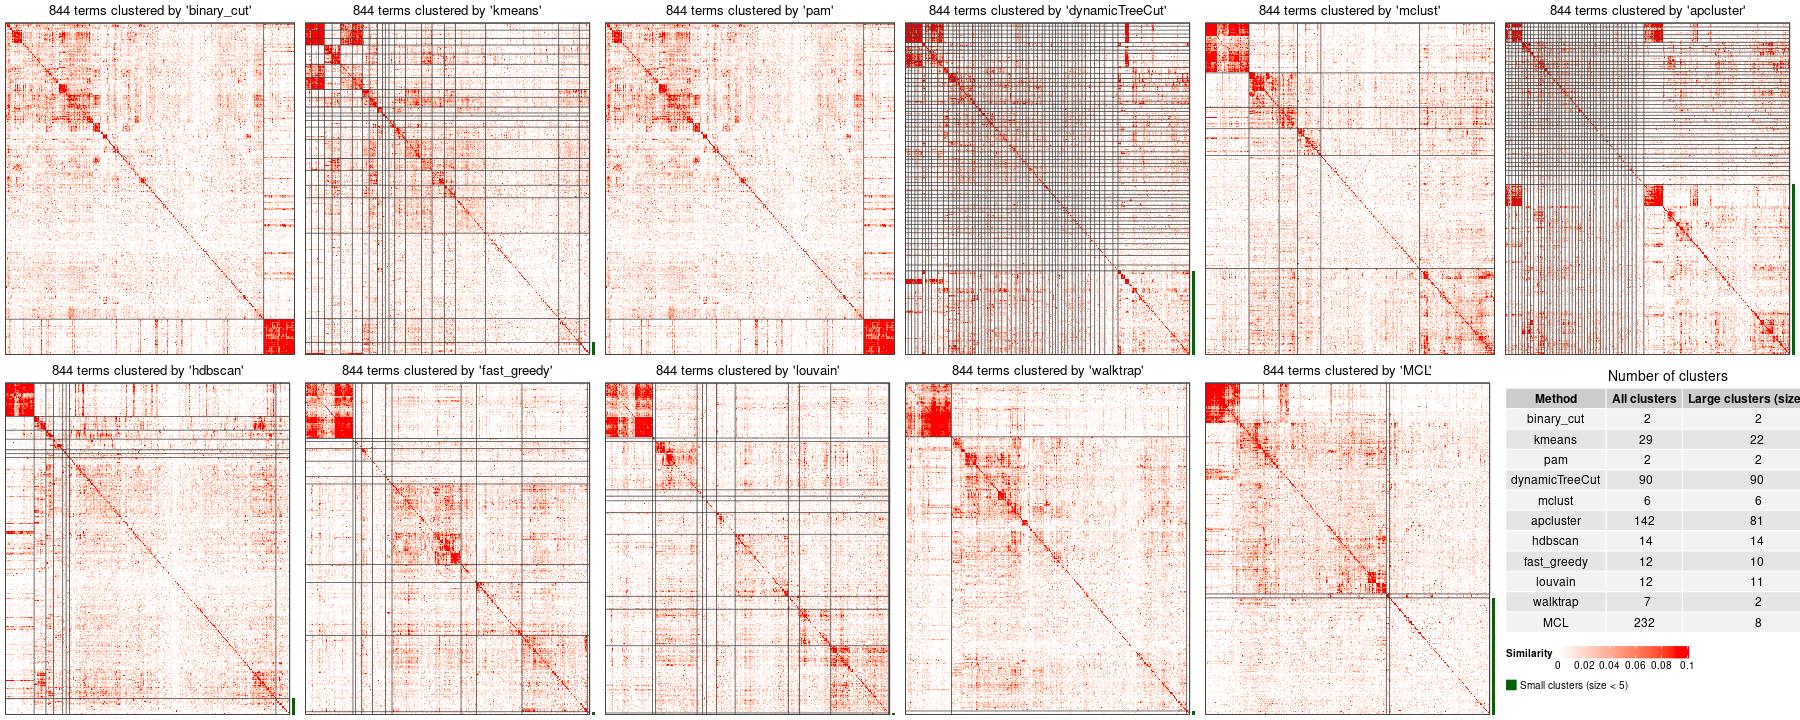 844 terms clustered by 'binary_cut'
844 terms clustered by 'kmeans'
844 terms clustered by 'pam'
844 terms clustered by 'dynamicTreeCut'
844 terms clustered by 'mclust'
844 terms clustered by 'apcluster'
844 terms clustered by 'hdbscan'
844 terms clustered by 'fast_greedy'
844 terms clustered by 'louvain'
844 terms clustered by 'walktrap'
844 terms clustered by 'MCL'
Number of clusters
Method All clusters Large clusters (size
binary_cut 2 2
kmeans 29 22
pam 2 2
dynamicTreeCut 90 90
mclust 6 6
apcluster 142 81
hdbscan 14 14
fast_greedy 12 10
louvain 12 11
walktrap 7 2
MCL 232 8
Similarity
0 0.02 0.04 0.06 0.08 0.1
Small clusters (size < 5)